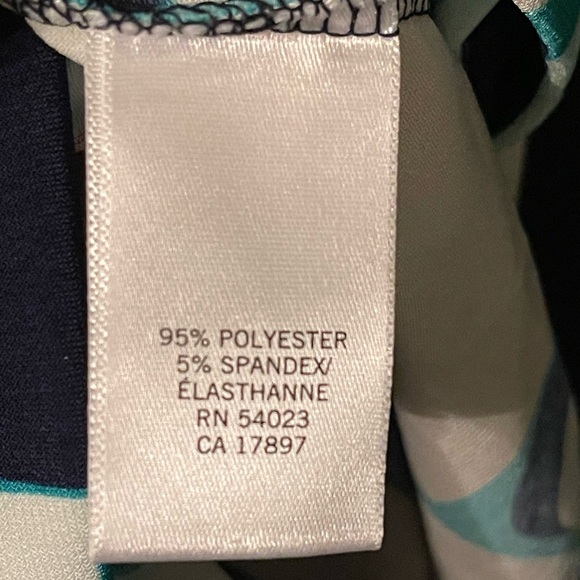 95% POLYESTER
5% SPANDEX/
ÉLASTHANNE
RN 54023
CA 17897